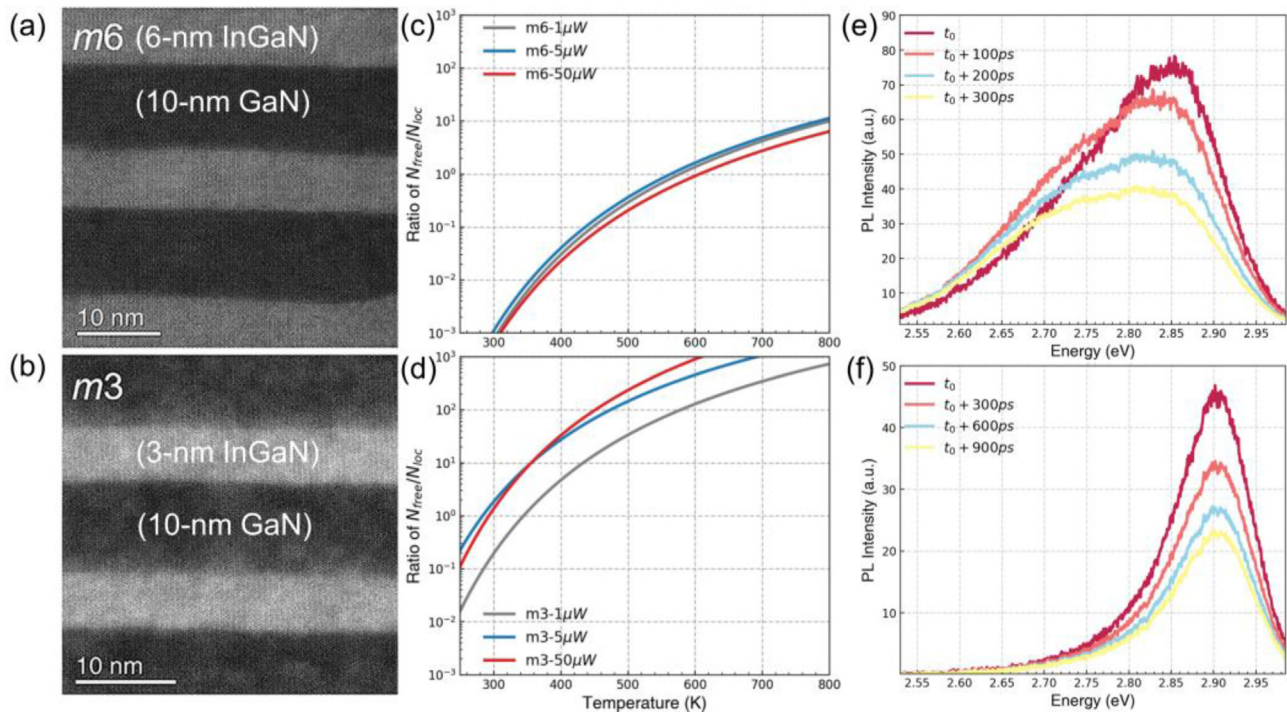 (a)
m6 (6-nm InGaN)
(10-nm GaN)
10 nm
(b)
m3
(3-nm InGaN)
(10-nm GaN)
10 nm
(c)
m6-1μW
m6-5μW
m6-50μW
Ratio of N_free/N_loc
10³
10²
10¹
10⁰
10⁻¹
10⁻²
10⁻³
300 400 500 600 700 800
(d)
m3-1μW
m3-5μW
m3-50μW
Ratio of N_free/N_loc
10³
10²
10¹
10⁰
10⁻¹
10⁻²
10⁻³
300 400 500 600 700 800
Temperature (K)
(e)
t₀
t₀ + 100ps
t₀ + 200ps
t₀ + 300ps
PL Intensity (a.u.)
90
80
70
60
50
40
30
20
10
2.55 2.60 2.65 2.70 2.75 2.80 2.85 2.90 2.95
Energy (eV)
(f)
t₀
t₀ + 300ps
t₀ + 600ps
t₀ + 900ps
PL Intensity (a.u.)
50
40
30
20
10
2.55 2.60 2.65 2.70 2.75 2.80 2.85 2.90 2.95
Energy (eV)